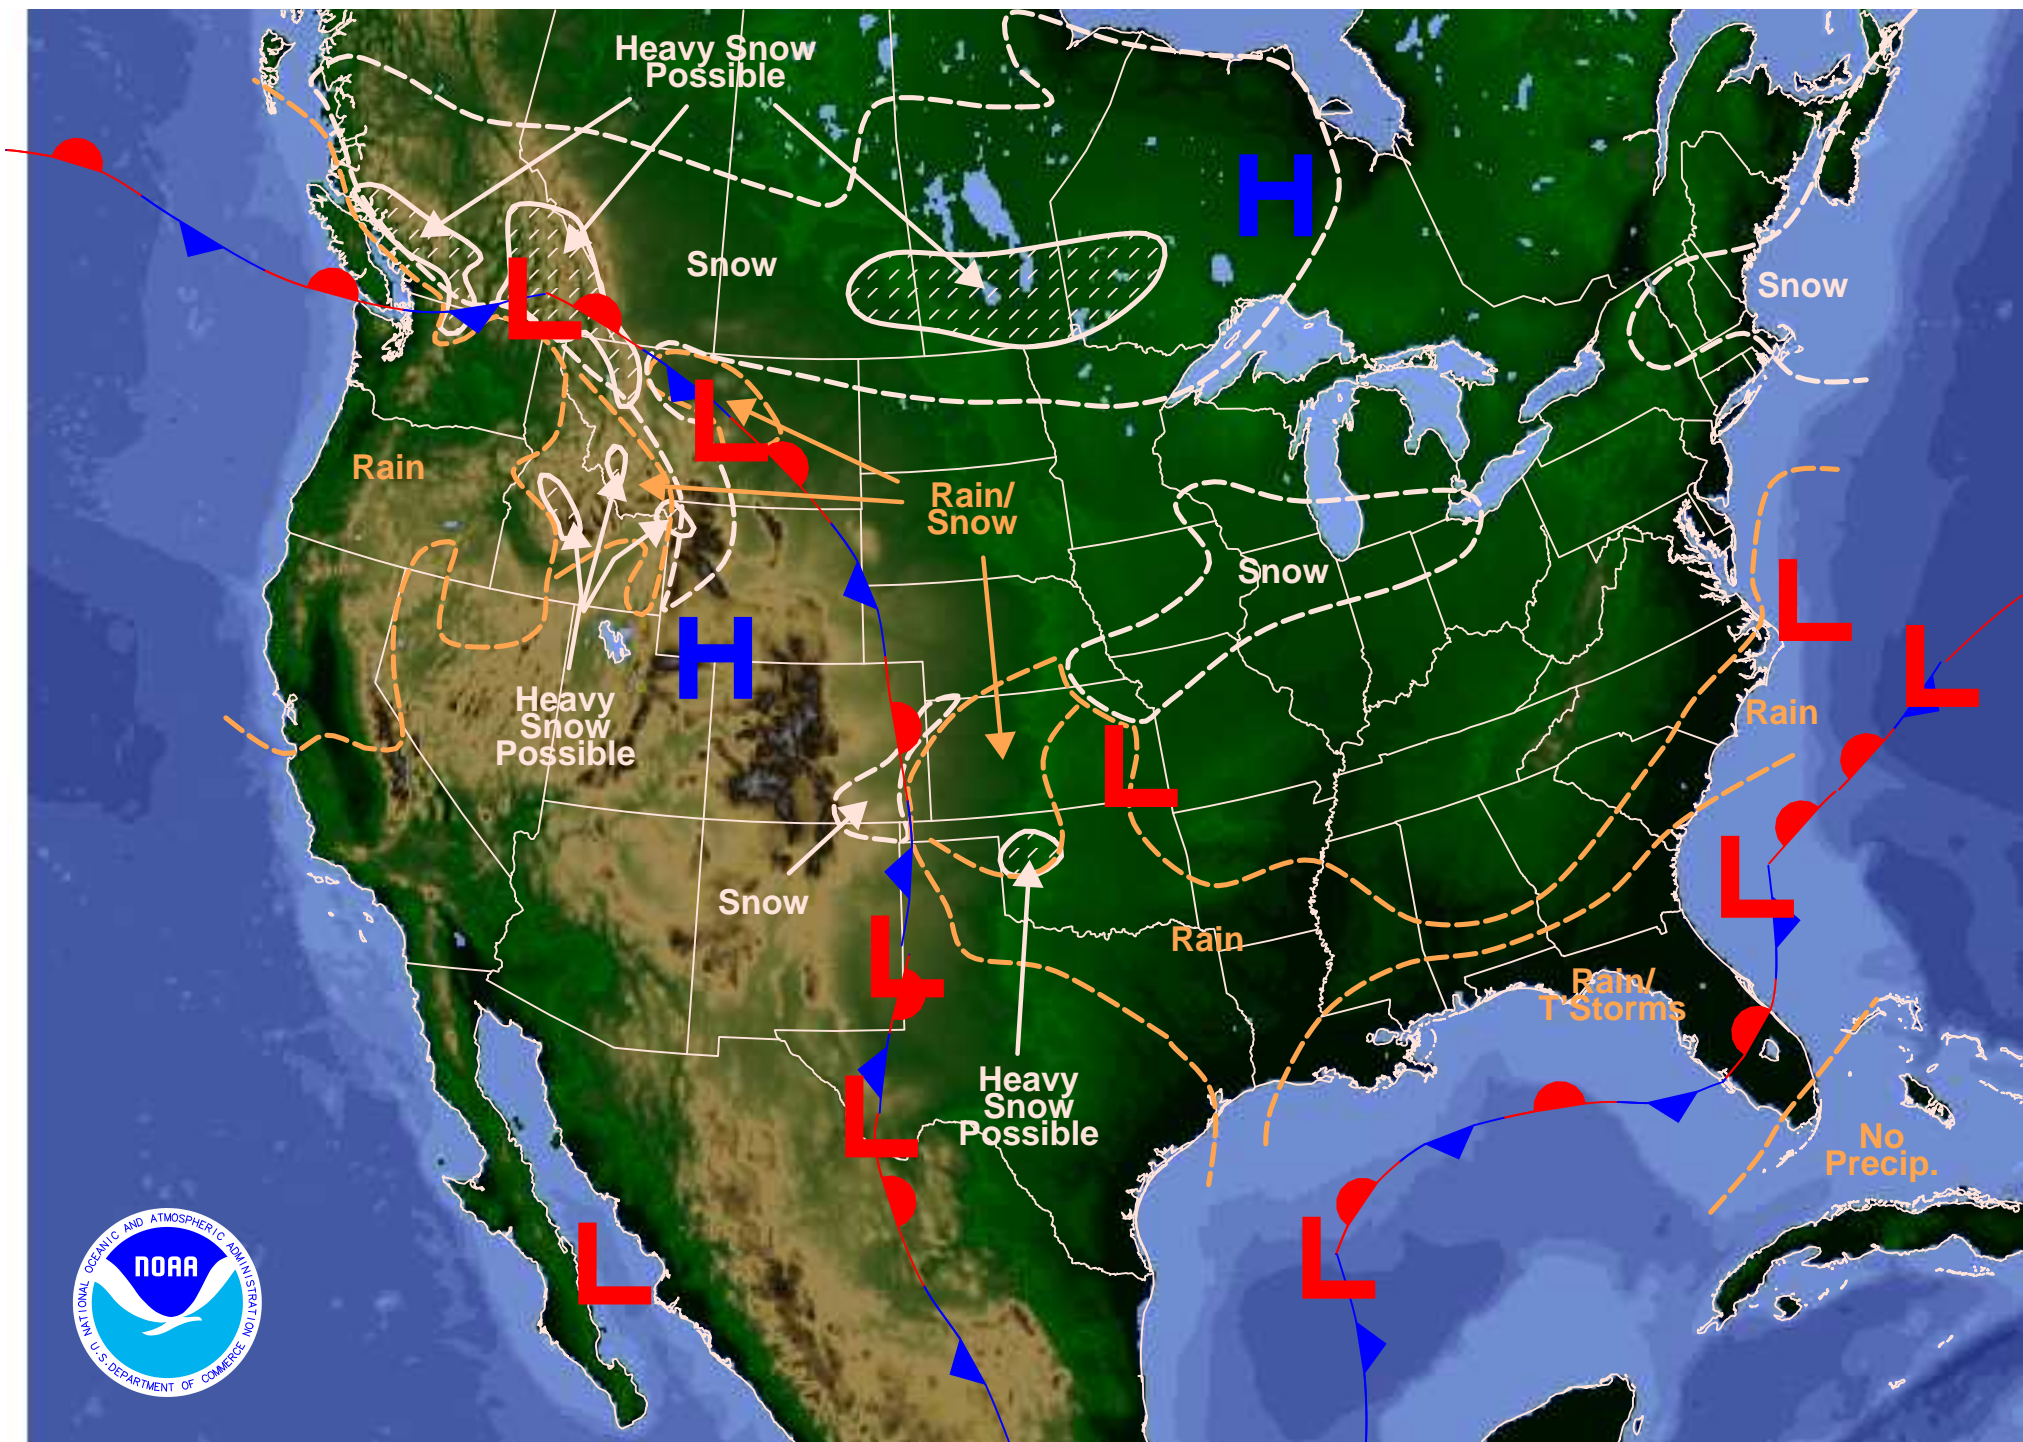 Heavy Snow
Possible
H
Snow
Snow
L
L
Rain
Rain/
Snow
Snow
L
L
H
Heavy
Snow
Possible
Rain
L
L
Snow
Rain
L
Rain/
T'Storms
Heavy
Snow
Possible
L
No
Precip.
L
L
NOAA
NATIONAL OCEANIC AND ATMOSPHERIC ADMINISTRATION
U.S. DEPARTMENT OF COMMERCE